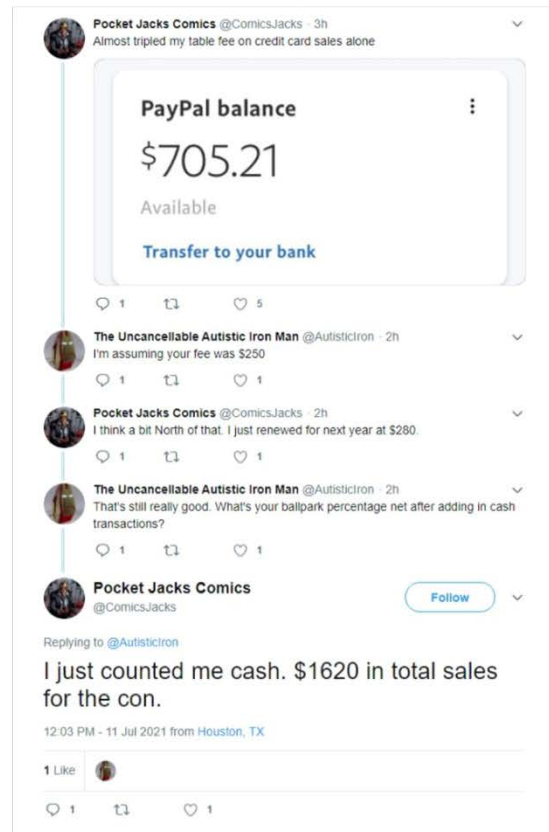 Pocket Jacks Comics @ComicsJacks · 3h
Almost tripled my table fee on credit card sales alone
PayPal balance
$705.21
Available
Transfer to your bank
1 5
The Uncancellable Autistic Iron Man @AutisticIron · 2h
I'm assuming your fee was $250
1 1
Pocket Jacks Comics @ComicsJacks · 2h
I think a bit North of that. I just renewed for next year at $280.
1 1
The Uncancellable Autistic Iron Man @AutisticIron · 2h
That's still really good. What's your ballpark percentage net after adding in cash
transactions?
1 1
Pocket Jacks Comics
@ComicsJacks
Follow
Replying to @AutisticIron
I just counted me cash. $1620 in total sales
for the con.
12:03 PM - 11 Jul 2021 from Houston, TX
1 Like
1 1